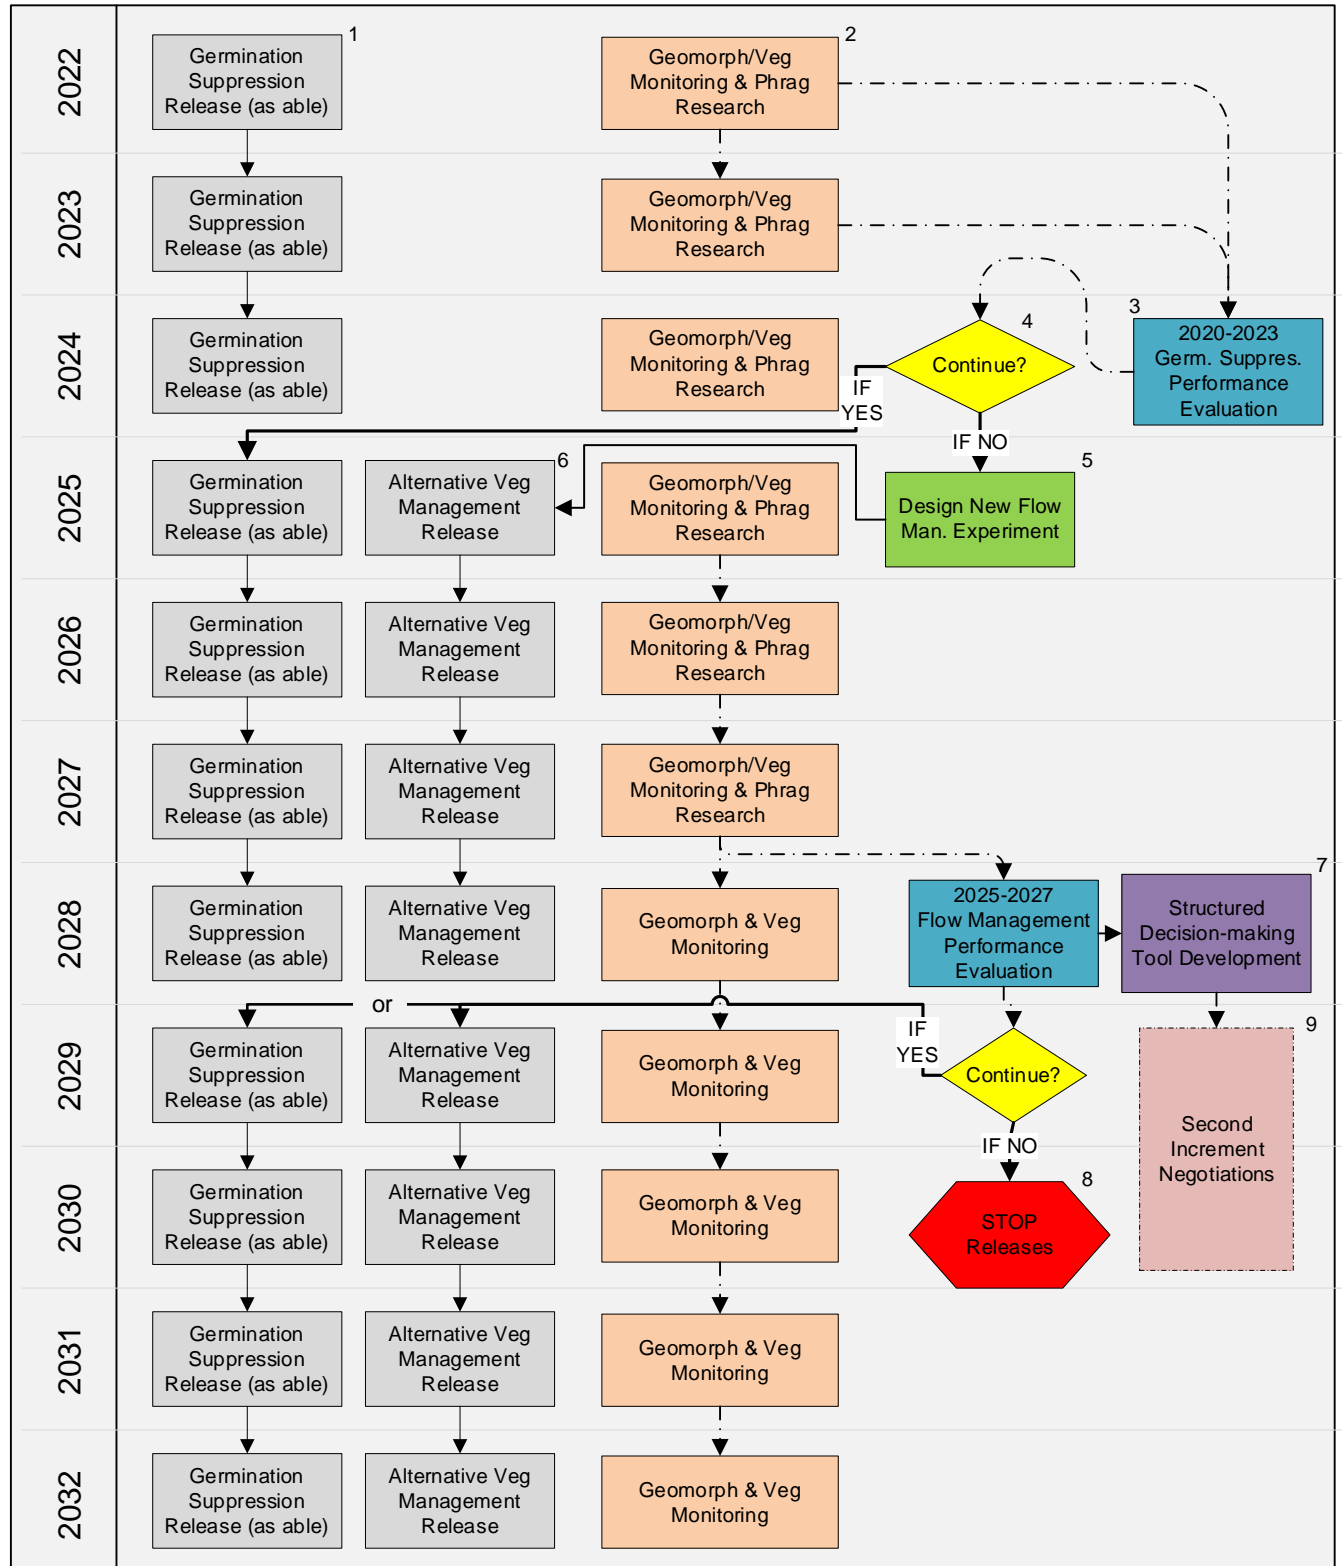 2022
Germination
Suppression
Release (as able)
1
Geomorph/Veg
Monitoring & Phrag
Research
2
2023
Germination
Suppression
Release (as able)
Geomorph/Veg
Monitoring & Phrag
Research
2024
Germination
Suppression
Release (as able)
Geomorph/Veg
Monitoring & Phrag
Research
4
Continue?
IF
YES
IF NO
3
2020-2023
Germ. Suppres.
Performance
Evaluation
2025
Germination
Suppression
Release (as able)
6
Alternative Veg
Management
Release
Geomorph/Veg
Monitoring & Phrag
Research
5
Design New Flow
Man. Experiment
2026
Germination
Suppression
Release (as able)
Alternative Veg
Management
Release
Geomorph/Veg
Monitoring & Phrag
Research
2027
Germination
Suppression
Release (as able)
Alternative Veg
Management
Release
Geomorph/Veg
Monitoring & Phrag
Research
2028
Germination
Suppression
Release (as able)
Alternative Veg
Management
Release
Geomorph & Veg
Monitoring
2025-2027
Flow Management
Performance
Evaluation
7
Structured
Decision-making
Tool Development
or
2029
Germination
Suppression
Release (as able)
Alternative Veg
Management
Release
Geomorph & Veg
Monitoring
IF
YES
Continue?
IF NO
9
Second
Increment
Negotiations
2030
Germination
Suppression
Release (as able)
Alternative Veg
Management
Release
Geomorph & Veg
Monitoring
8
STOP
Releases
2031
Germination
Suppression
Release (as able)
Alternative Veg
Management
Release
Geomorph & Veg
Monitoring
2032
Germination
Suppression
Release (as able)
Alternative Veg
Management
Release
Geomorph & Veg
Monitoring